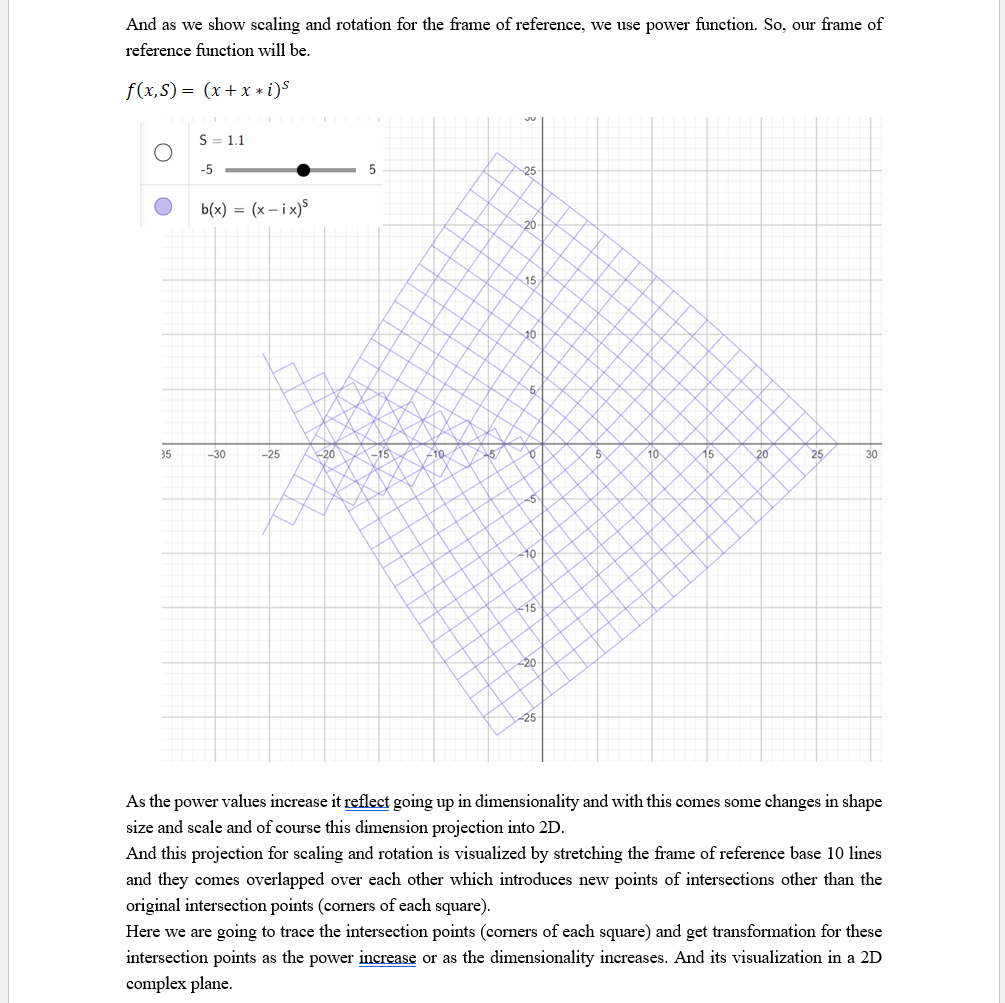 And as we show scaling and rotation for the frame of reference, we use power function. So, our frame of
reference function will be.
f(x,S) = (x + x * i)^S
S = 1.1
-5 5
b(x) = (x – i x)^S
25
20
15
10
5
35 –30 –25 –20 –15 –10 –5 0 5 10 15 20 25 30
–5
–10
–15
–20
–25
As the power values increase it reflect going up in dimensionality and with this comes some changes in shape
size and scale and of course this dimension projection into 2D.
And this projection for scaling and rotation is visualized by stretching the frame of reference base 10 lines
and they comes overlapped over each other which introduces new points of intersections other than the
original intersection points (corners of each square).
Here we are going to trace the intersection points (corners of each square) and get transformation for these
intersection points as the power increase or as the dimensionality increases. And its visualization in a 2D
complex plane.